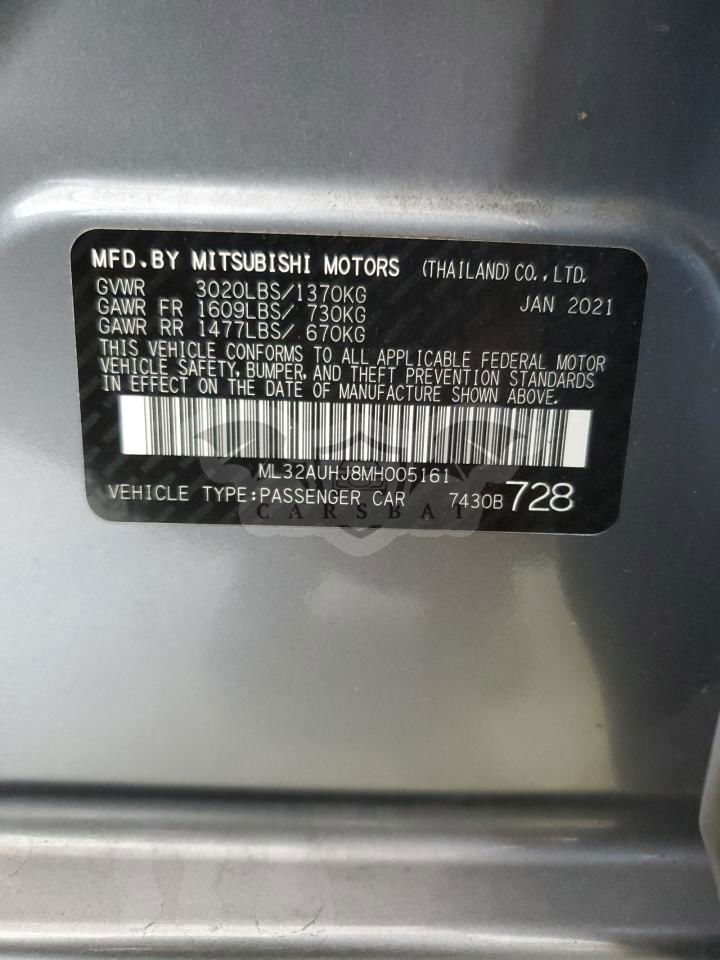 MFD.BY MITSUBISHI MOTORS (THAILAND)CO.,LTD.
GVWR 3020LBS/1370KG JAN 2021
GAWR FR 1609LBS/ 730KG
GAWR RR 1477LBS/ 670KG
THIS VEHICLE CONFORMS TO ALL APPLICABLE FEDERAL MOTOR
VEHICLE SAFETY, BUMPER, AND THEFT PREVENTION STANDARDS
IN EFFECT ON THE DATE OF MANUFACTURE SHOWN ABOVE.
ML32AUHJ8MH005161
VEHICLE TYPE:PASSENGER CAR 7430B 728
CARSBAT